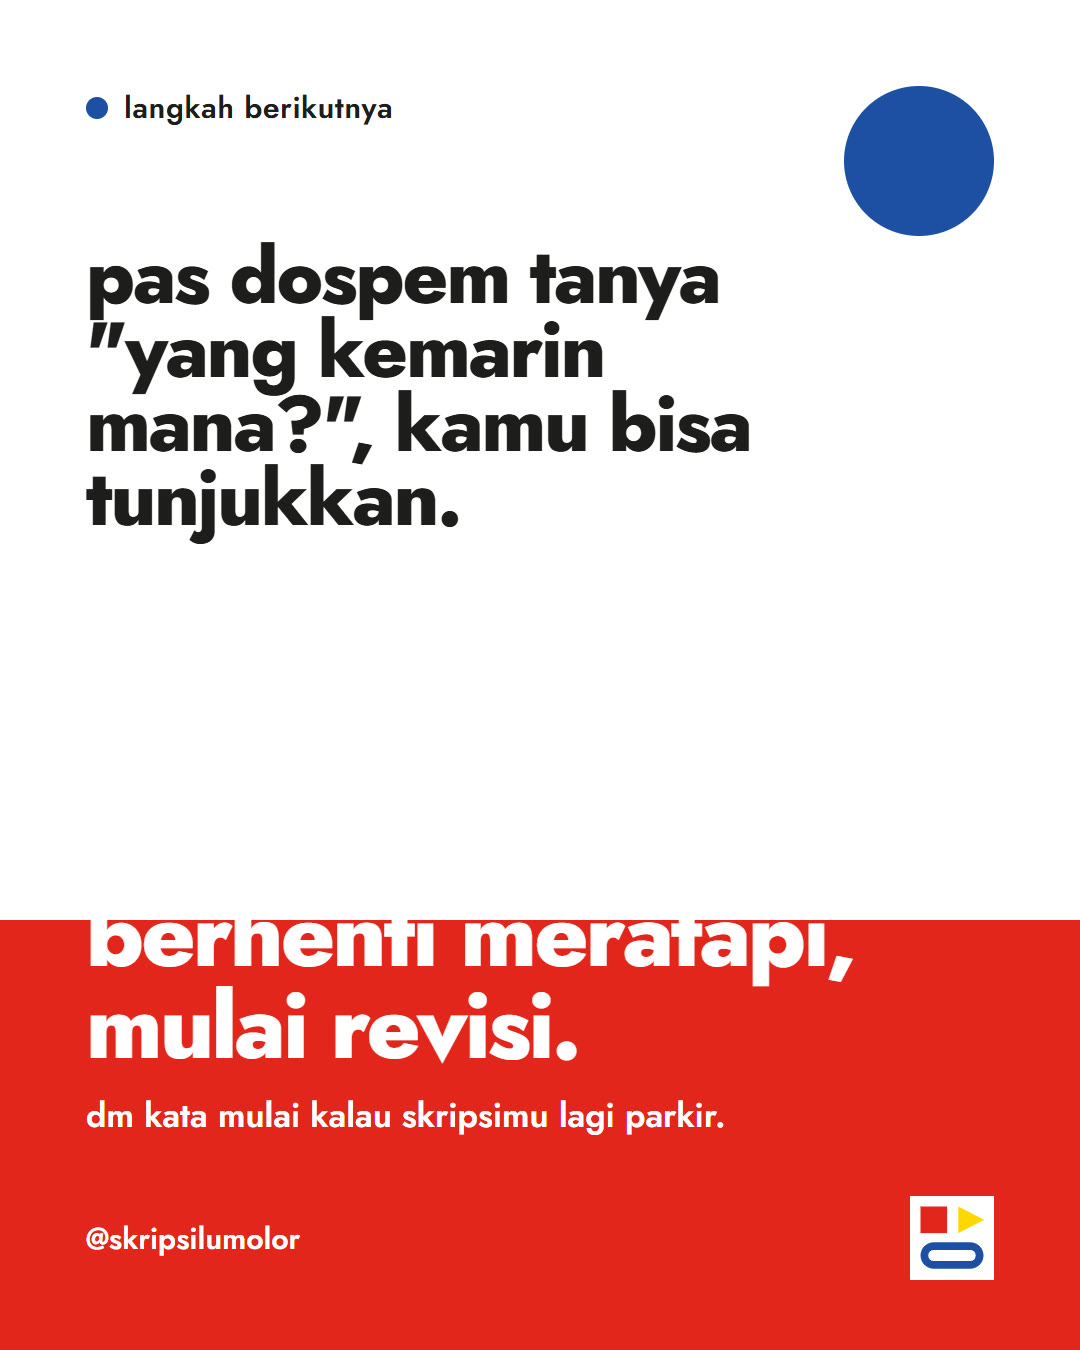 langkah berikutnya
pas dospem tanya
"yang kemarin
mana?", kamu bisa
tunjukkan.
berhenti meratapi,
mulai revisi.
dm kata mulai kalau skripsimu lagi parkir.
@skripsilumolor